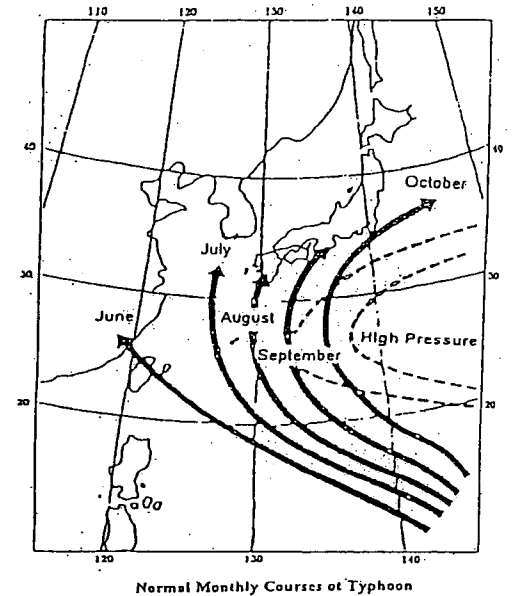 110 120 130 140 150
40 40
October
July
30 30
June
August
High Pressure
September
20 20
120 130 140
Normal Monthly Courses of Typhoon